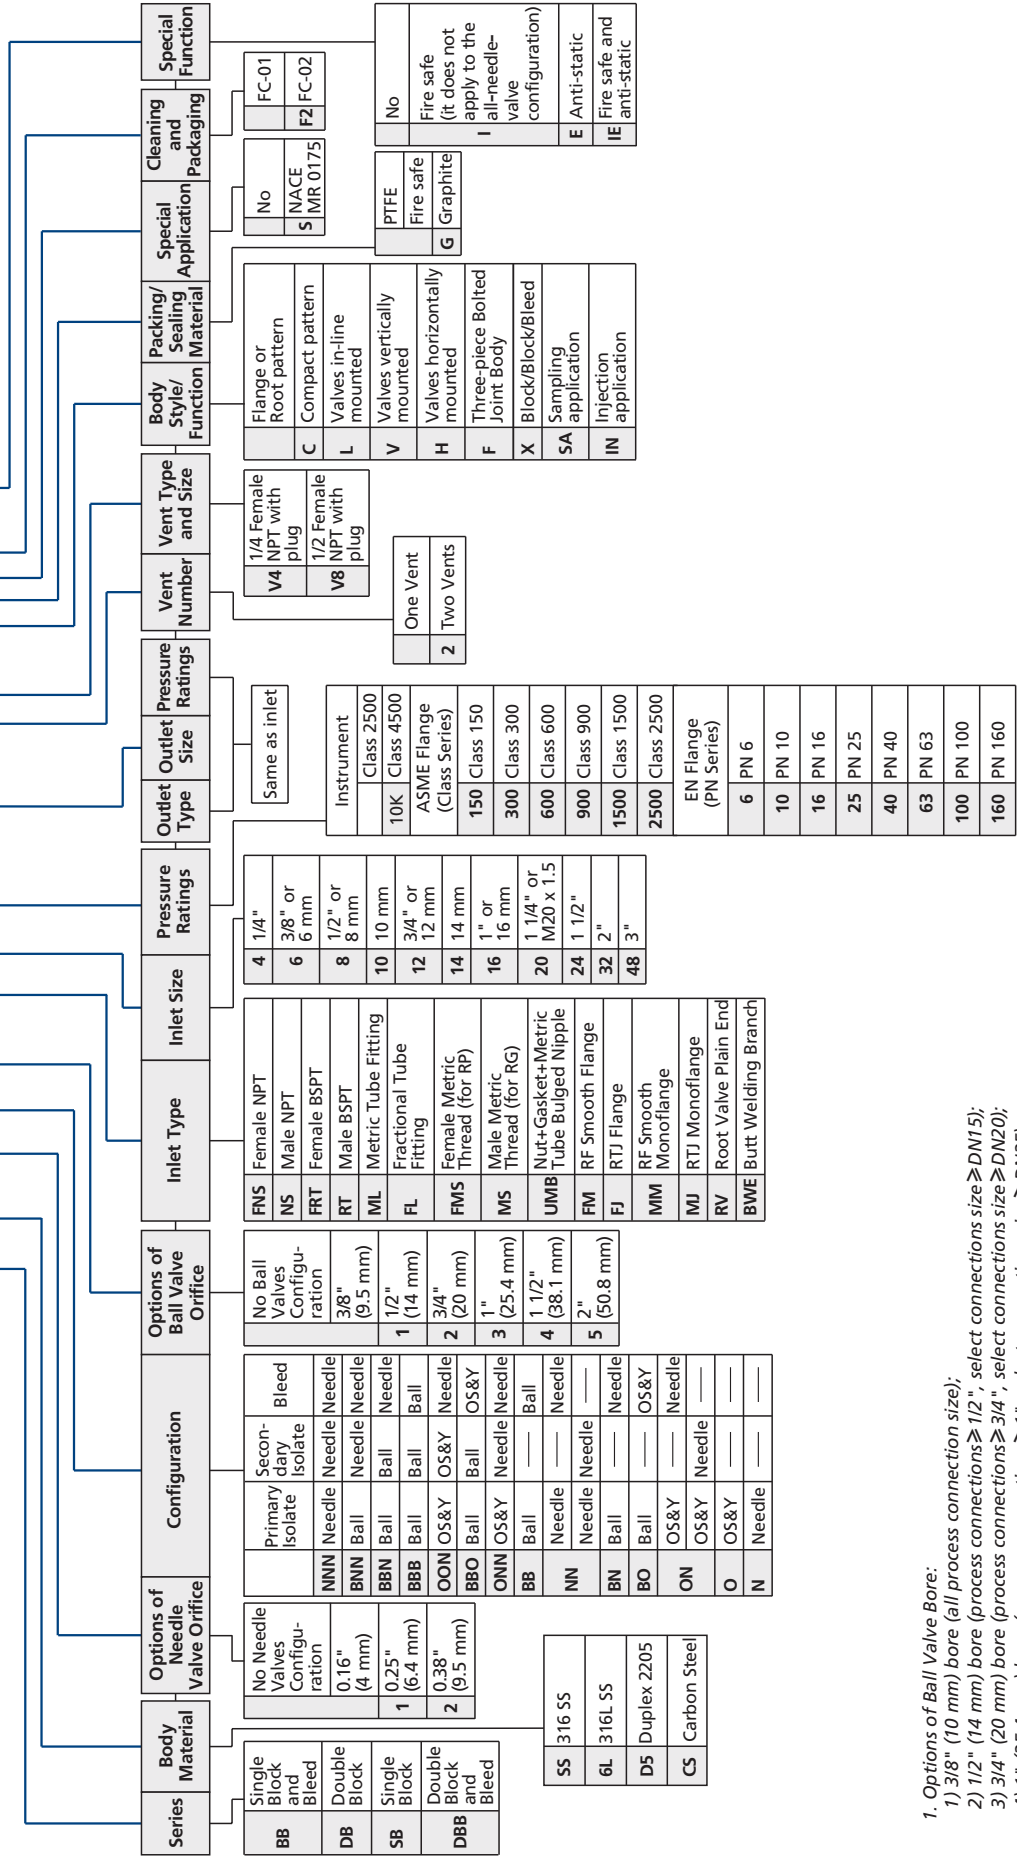 Series
Body
Material
Options of
Needle
Valve Orifice
Configuration
Options of
Ball Valve
Orifice
Inlet Type
Inlet Size
Pressure
Ratings
Outlet
Type
Outlet
Size
Pressure
Ratings
Vent
Number
Vent Type
and Size
Body
Style/
Function
Packing/
Sealing
Material
Special
Application
Cleaning
and
Packaging
Special
Function
BB Single
Block
and
Bleed
DB Double
Block
SB Single
Block
DBB Double
Block
and
Bleed
SS 316 SS
6L 316L SS
D5 Duplex 2205
CS Carbon Steel
No Needle
Valves
Configu-
ration
0.16"
(4 mm)
1 0.25"
(6.4 mm)
2 0.38"
(9.5 mm)
Primary
Isolate
Secon-
dary
Isolate
Bleed
NNN Needle Needle Needle
BNN Ball Needle Needle
BBN Ball Ball Needle
BBB Ball Ball Ball
OON OS&Y OS&Y Needle
BBO Ball Ball OS&Y
ONN OS&Y Needle Needle
BB Ball — Ball
NN Needle — Needle
Needle Needle —
BN Ball — Needle
BO Ball — OS&Y
ON OS&Y — Needle
OS&Y Needle —
O OS&Y — —
N Needle — —
No Ball
Valves
Configu-
ration
3/8"
(9.5 mm)
1 1/2"
(14 mm)
2 3/4"
(20 mm)
3 1"
(25.4 mm)
4 1 1/2"
(38.1 mm)
5 2"
(50.8 mm)
FNS Female NPT
NS Male NPT
FRT Female BSPT
RT Male BSPT
ML Metric Tube Fitting
FL Fractional Tube
Fitting
FMS Female Metric
Thread (for RP)
MS Male Metric
Thread (for RG)
UMB Nut+Gasket+Metric
Tube Bulged Nipple
FM RF Smooth Flange
FJ RTJ Flange
MM RF Smooth
Monoflange
MJ RTJ Monoflange
RV Root Valve Plain End
BWE Butt Welding Branch
4 1/4"
6 3/8" or
6 mm
8 1/2" or
8 mm
10 10 mm
12 3/4" or
12 mm
14 14 mm
16 1" or
16 mm
20 1 1/4" or
M20 x 1.5
24 1 1/2"
32 2"
48 3"
Instrument
Class 2500
10K Class 4500
ASME Flange
(Class Series)
150 Class 150
300 Class 300
600 Class 600
900 Class 900
1500 Class 1500
2500 Class 2500
EN Flange
(PN Series)
6 PN 6
10 PN 10
16 PN 16
25 PN 25
40 PN 40
63 PN 63
100 PN 100
160 PN 160
Same as inlet
One Vent
2 Two Vents
V4 1/4 Female
NPT with
plug
V8 1/2 Female
NPT with
plug
Flange or
Root pattern
C Compact pattern
L Valves in-line
mounted
V Valves vertically
mounted
H Valves horizontally
mounted
F Three-piece Bolted
Joint Body
X Block/Block/Bleed
SA Sampling
application
IN Injection
application
PTFE
Fire safe
G Graphite
No
S NACE
MR 0175
FC-01
F2 FC-02
No
I Fire safe
(it does not
apply to the
all-needle-
valve
configuration)
E Anti-static
IE Fire safe and
anti-static
1. Options of Ball Valve Bore:
1) 3/8" (10 mm) bore (all process connection size);
2) 1/2" (14 mm) bore (process connections⩾1/2", select connections size⩾DN15);
3) 3/4" (20 mm) bore (process connections⩾3/4", select connections size⩾DN20);